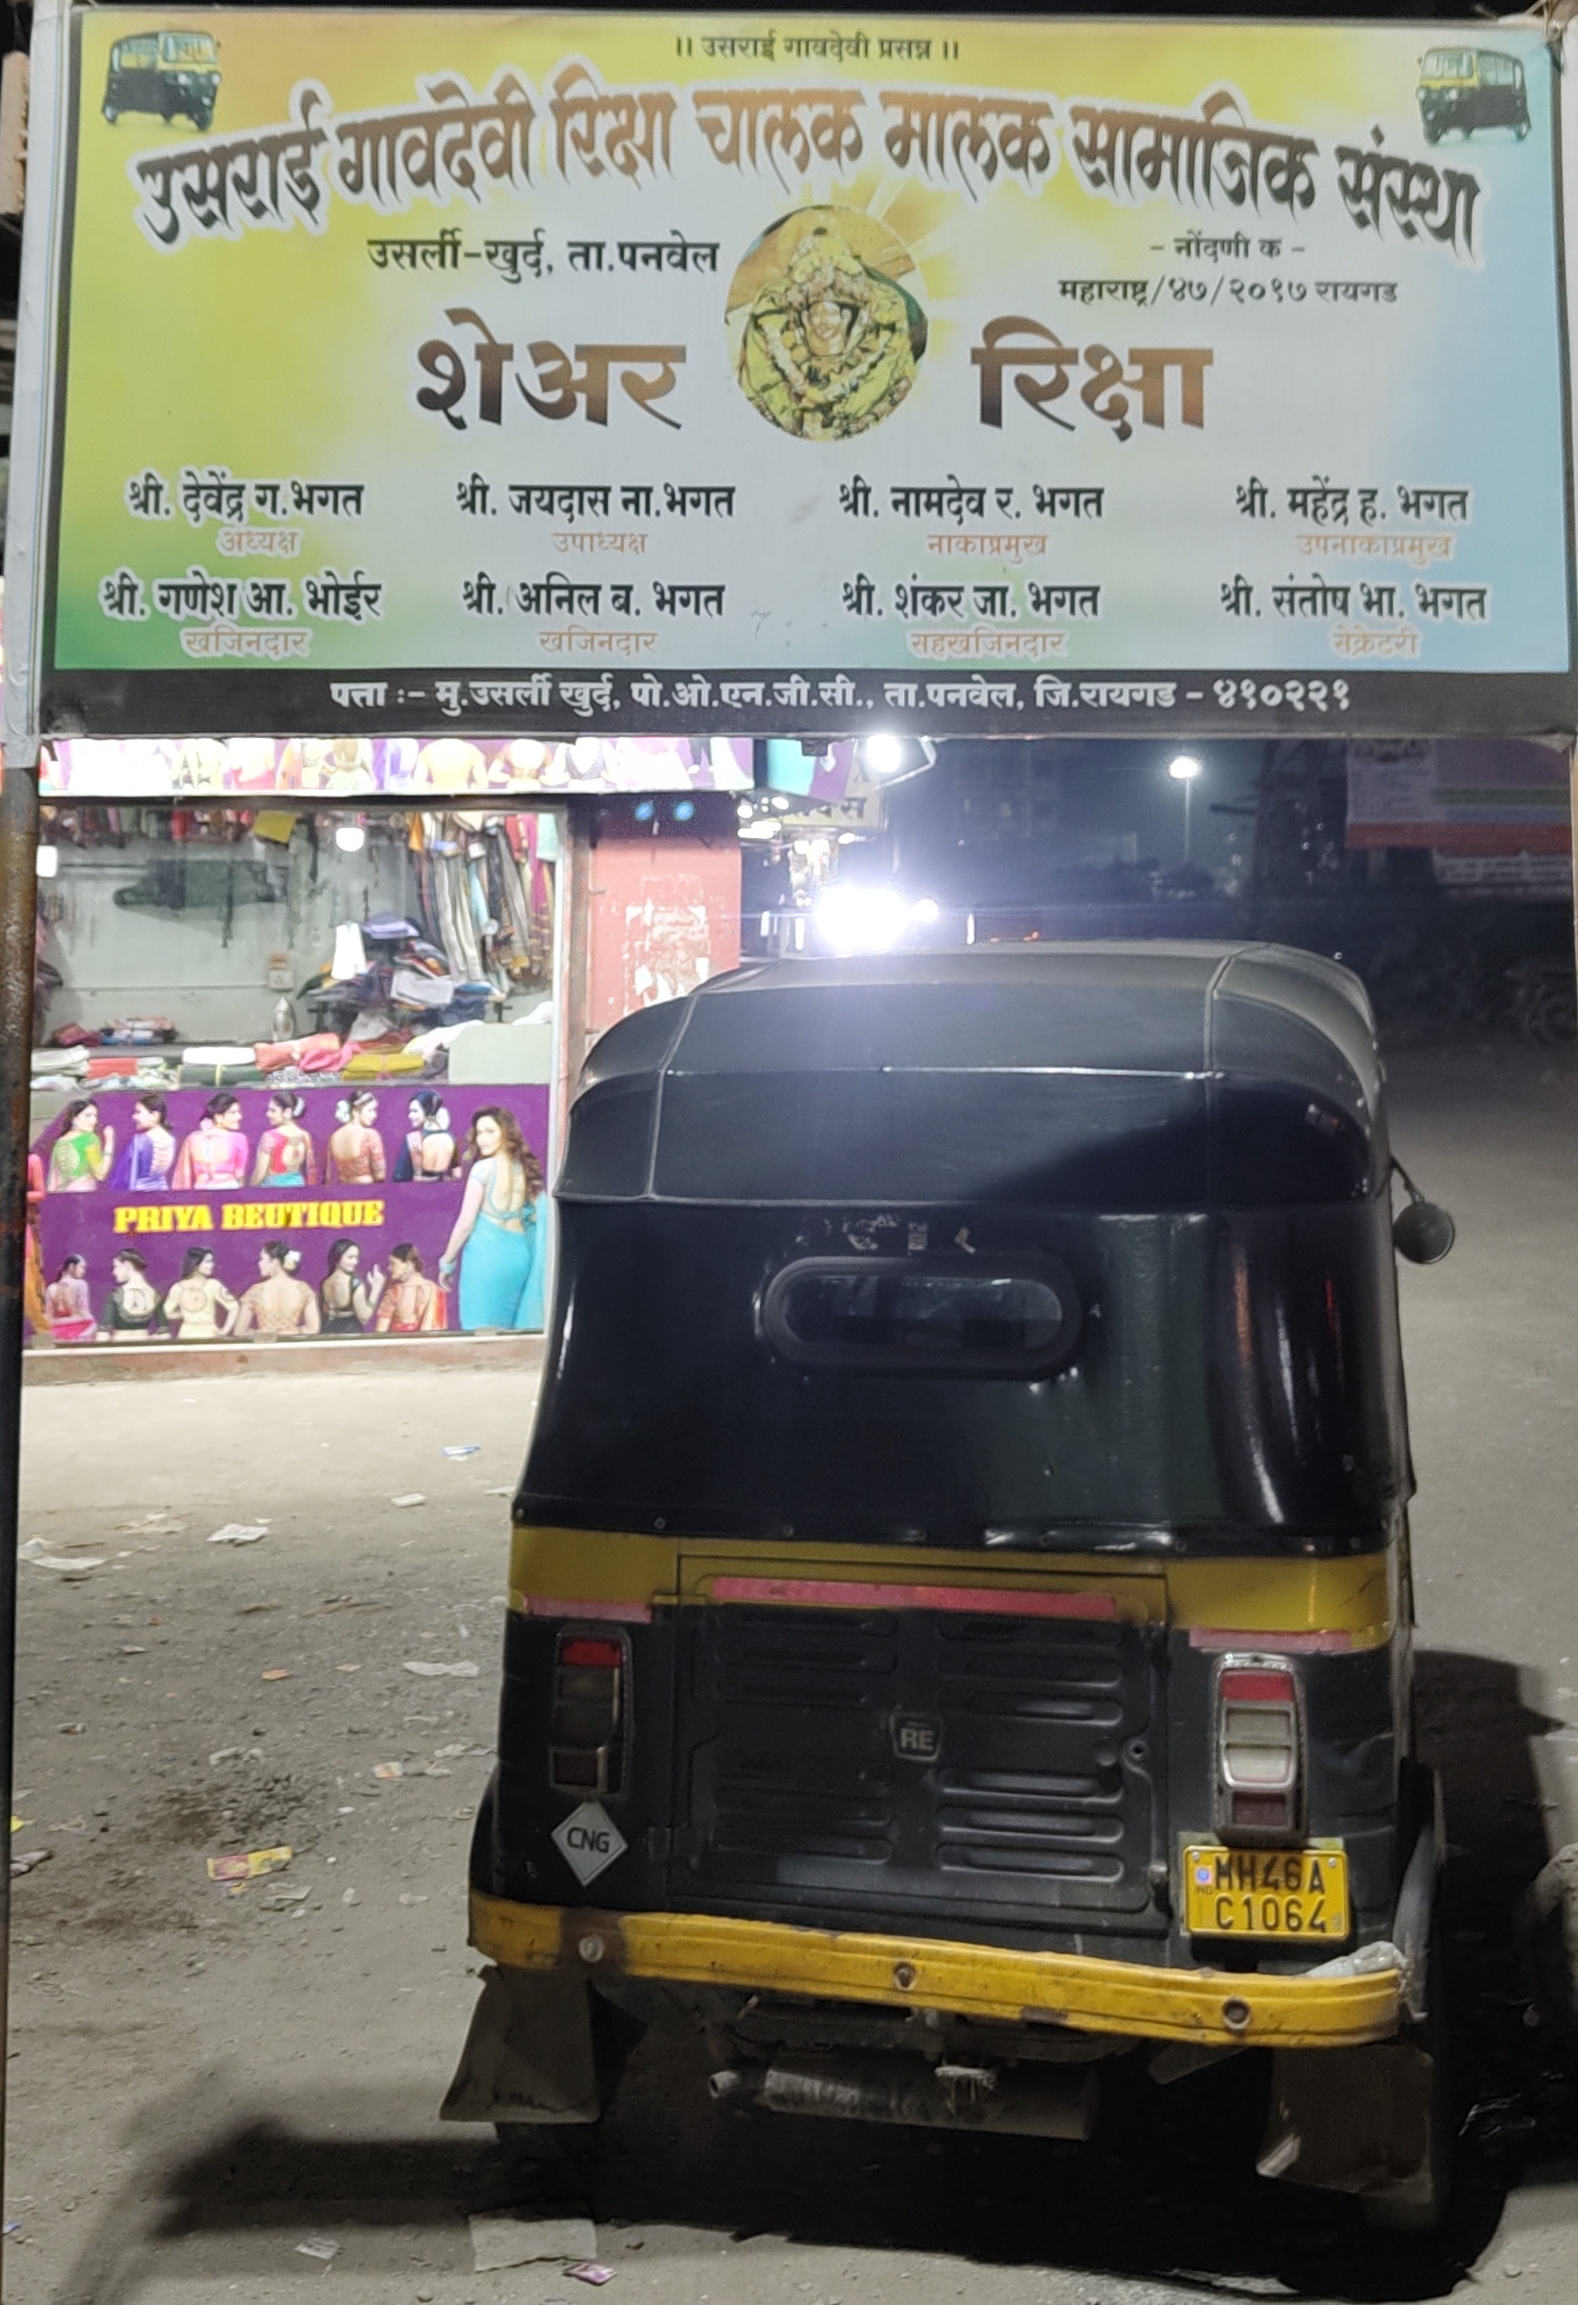 ॥ उसराई गावदेवी प्रसन्न ॥
उसराई गावदेवी रिक्षा चालक मालक सामाजिक संस्था
उसर्ली-खुर्द, ता.पनवेल
- नोंदणी क -
महाराष्ट्र/४७/२०१७ रायगड
शेअर रिक्षा
श्री. देवेंद्र ग.भगत श्री. जयदास ना.भगत श्री. नामदेव र. भगत श्री. महेंद्र ह. भगत
अध्यक्ष उपाध्यक्ष नाकाप्रमुख उपनाकाप्रमुख
श्री. गणेश आ. भोईर श्री. अनिल ब. भगत श्री. शंकर जा. भगत श्री. संतोष भा. भगत
खजिनदार खजिनदार सहखजिनदार सेक्रेटरी
पत्ता :- मु.उसर्ली खुर्द, पो.ओ.एन.जी.सी., ता.पनवेल, जि.रायगड - ४१०२२१
PRIYA BEUTIQUE
RE
CNG
IND
MH46A
C1064